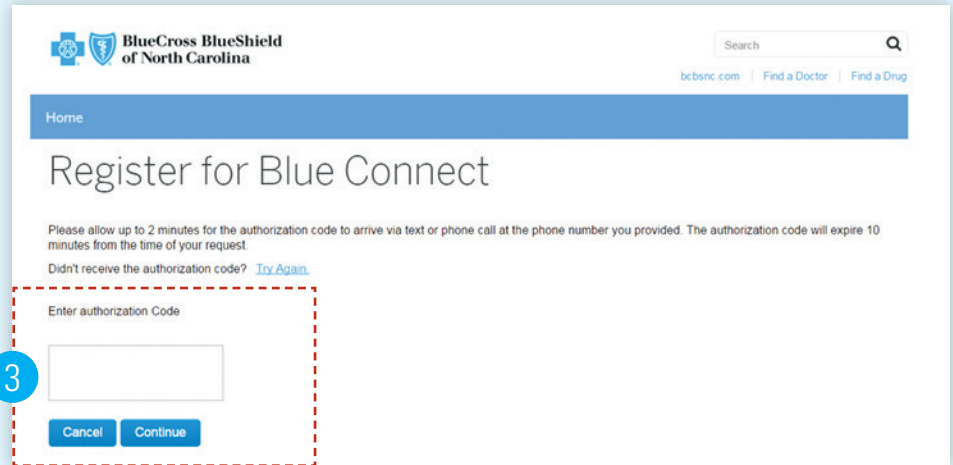 BlueCross BlueShield
of North Carolina
Search
bcbsnc.com | Find a Doctor | Find a Drug
Home
Register for Blue Connect
Please allow up to 2 minutes for the authorization code to arrive via text or phone call at the phone number you provided. The authorization code will expire 10
minutes from the time of your request.
Didn't receive the authorization code? Try Again.
Enter authorization Code
3
Cancel Continue